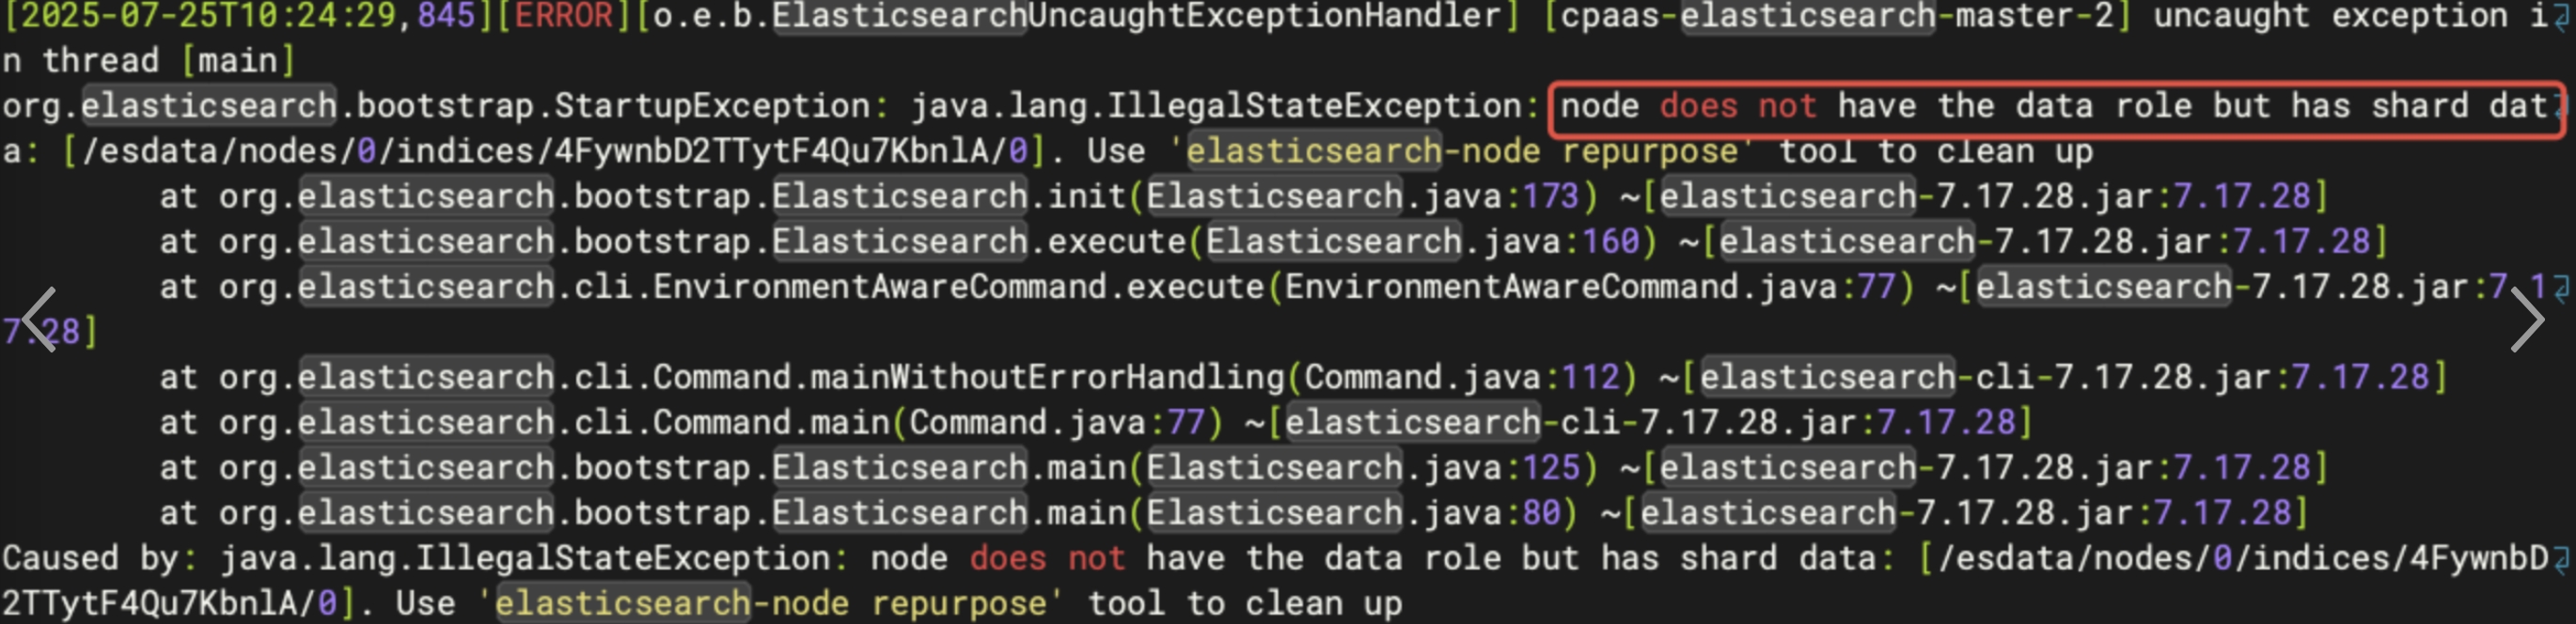 [2025-07-25T10:24:29,845][ERROR][o.e.b.ElasticsearchUncaughtExceptionHandler] [cpaas-elasticsearch-master-2] uncaught exception i
n thread [main]
org.elasticsearch.bootstrap.StartupException: java.lang.IllegalStateException: node does not have the data role but has shard dat
a: [/esdata/nodes/0/indices/4FywnbD2TTytF4Qu7KbnlA/0]. Use 'elasticsearch-node repurpose' tool to clean up
at org.elasticsearch.bootstrap.Elasticsearch.init(Elasticsearch.java:173) ~[elasticsearch-7.17.28.jar:7.17.28]
at org.elasticsearch.bootstrap.Elasticsearch.execute(Elasticsearch.java:160) ~[elasticsearch-7.17.28.jar:7.17.28]
at org.elasticsearch.cli.EnvironmentAwareCommand.execute(EnvironmentAwareCommand.java:77) ~[elasticsearch-7.17.28.jar:7.1
7.28]
at org.elasticsearch.cli.Command.mainWithoutErrorHandling(Command.java:112) ~[elasticsearch-cli-7.17.28.jar:7.17.28]
at org.elasticsearch.cli.Command.main(Command.java:77) ~[elasticsearch-cli-7.17.28.jar:7.17.28]
at org.elasticsearch.bootstrap.Elasticsearch.main(Elasticsearch.java:125) ~[elasticsearch-7.17.28.jar:7.17.28]
at org.elasticsearch.bootstrap.Elasticsearch.main(Elasticsearch.java:80) ~[elasticsearch-7.17.28.jar:7.17.28]
Caused by: java.lang.IllegalStateException: node does not have the data role but has shard data: [/esdata/nodes/0/indices/4FywnbD
2TTytF4Qu7KbnlA/0]. Use 'elasticsearch-node repurpose' tool to clean up